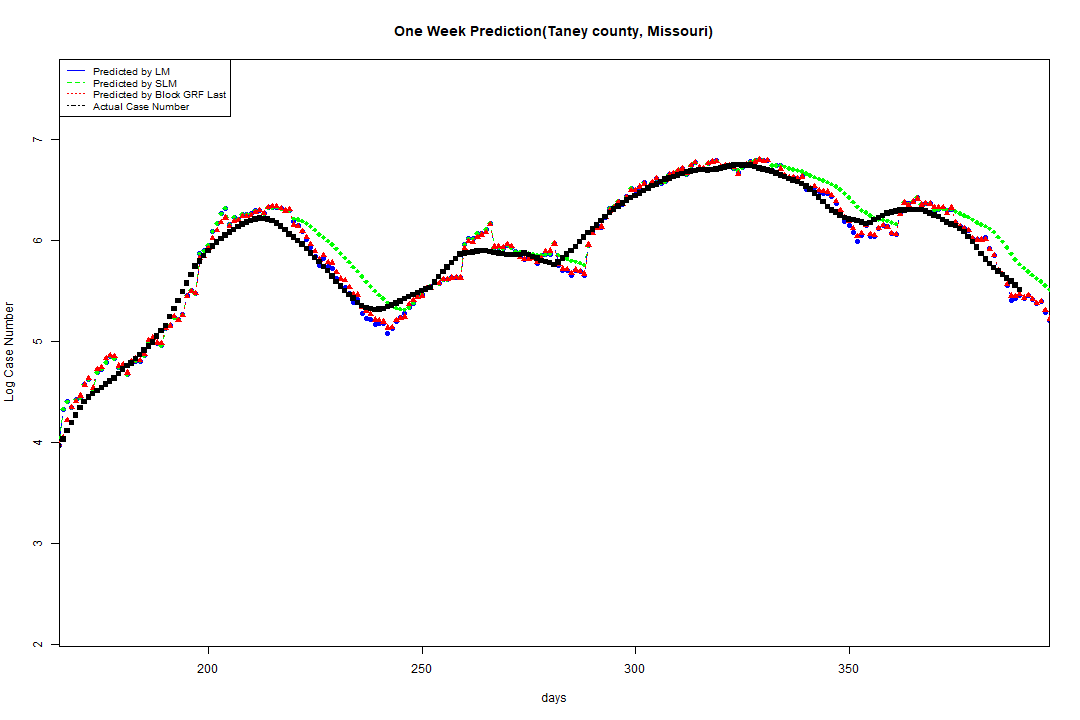 One Week Prediction(Taney county, Missouri)
Predicted by LM
Predicted by SLM
Predicted by Block GRF Last
Actual Case Number
7
6
5
4
3
2
Log Case Number
200 250 300 350
days